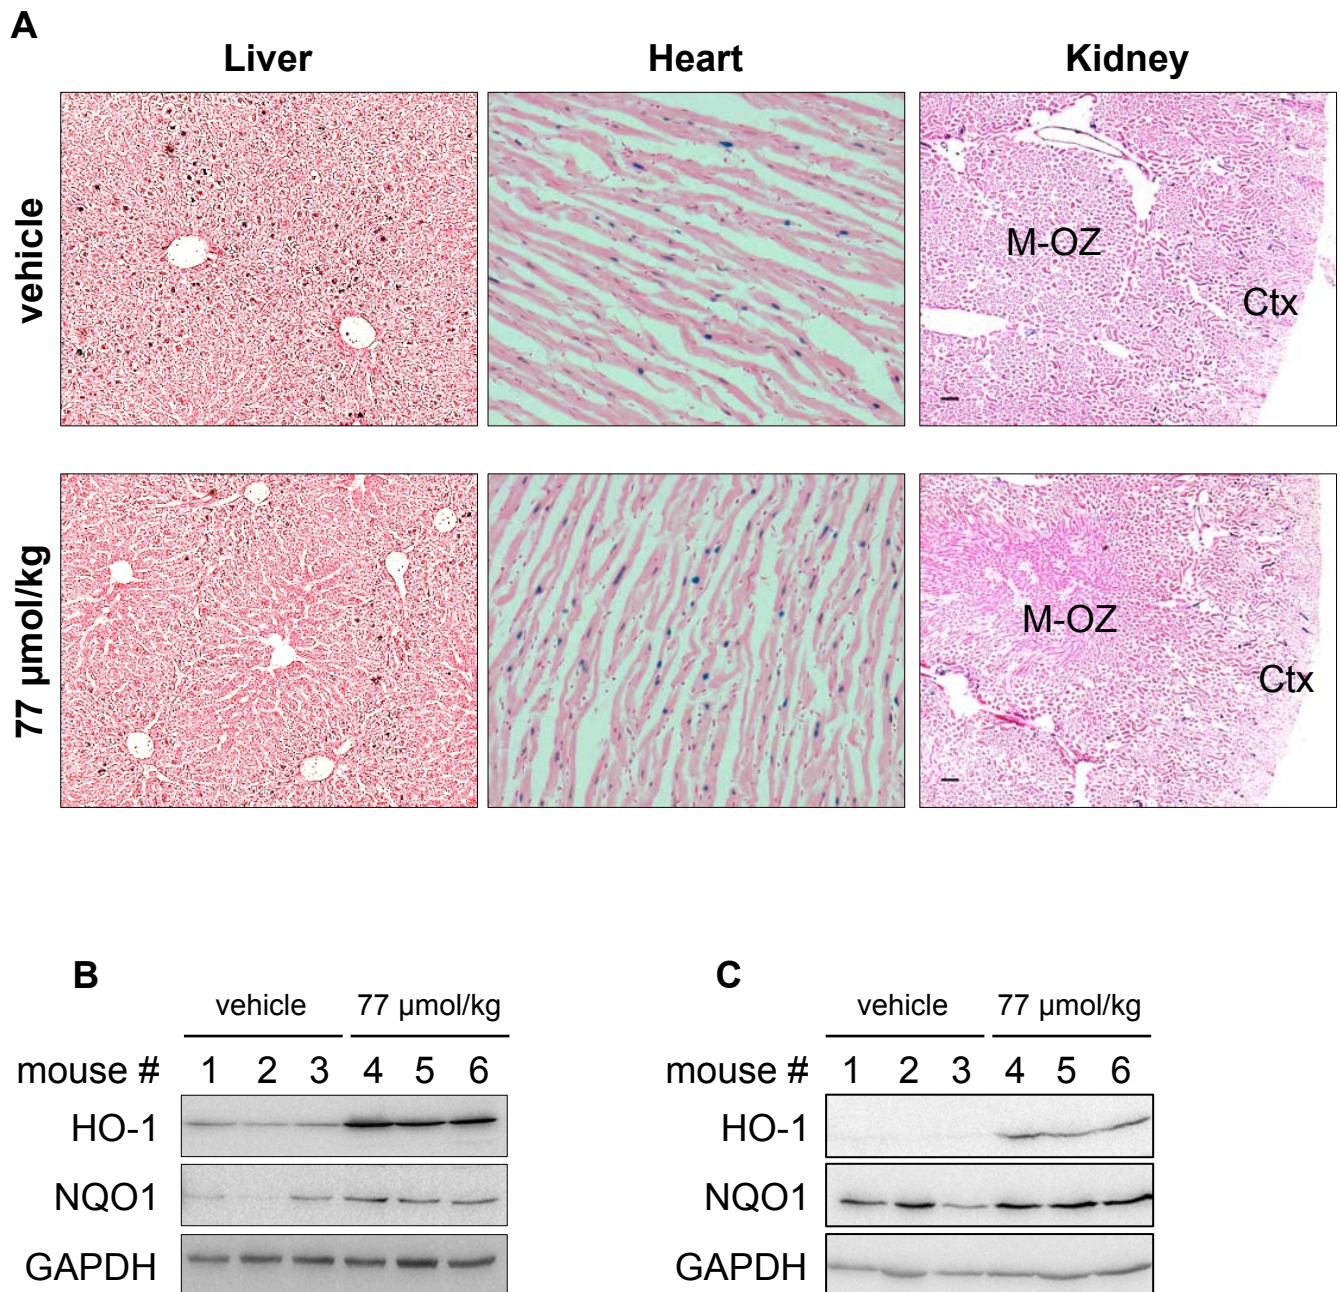 A
Liver Heart Kidney
vehicle
M-OZ
Ctx
77 µmol/kg
M-OZ
Ctx
B
vehicle 77 µmol/kg
mouse # 1 2 3 4 5 6
HO-1
NQO1
GAPDH
C
vehicle 77 µmol/kg
mouse # 1 2 3 4 5 6
HO-1
NQO1
GAPDH